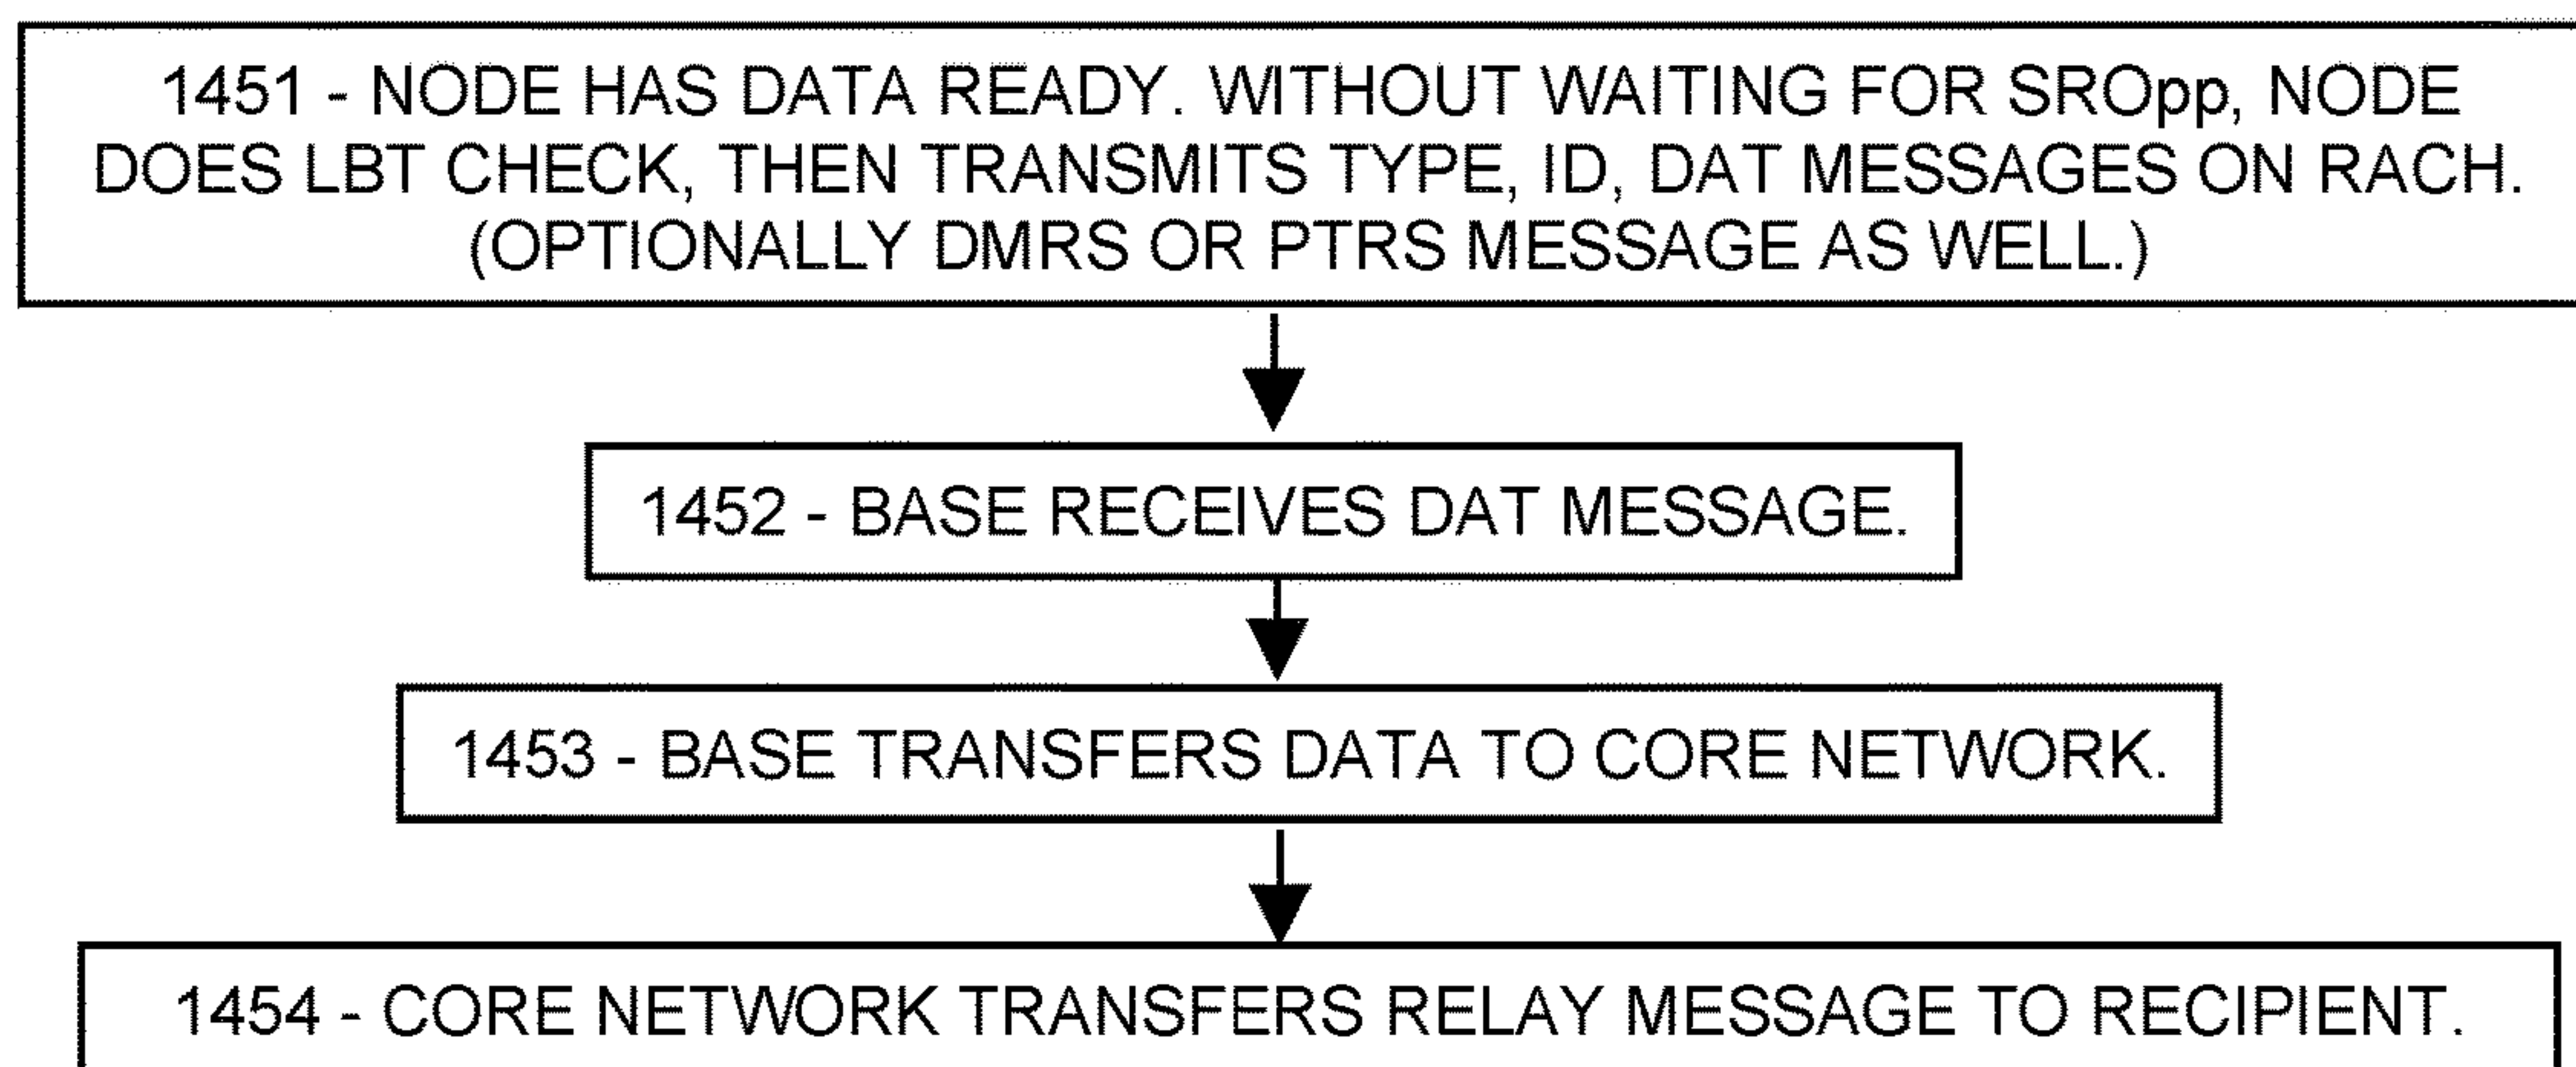 1451 - NODE HAS DATA READY. WITHOUT WAITING FOR SROpp, NODE
DOES LBT CHECK, THEN TRANSMITS TYPE, ID, DAT MESSAGES ON RACH.
(OPTIONALLY DMRS OR PTRS MESSAGE AS WELL.)
1452 - BASE RECEIVES DAT MESSAGE.
1453 - BASE TRANSFERS DATA TO CORE NETWORK.
1454 - CORE NETWORK TRANSFERS RELAY MESSAGE TO RECIPIENT.